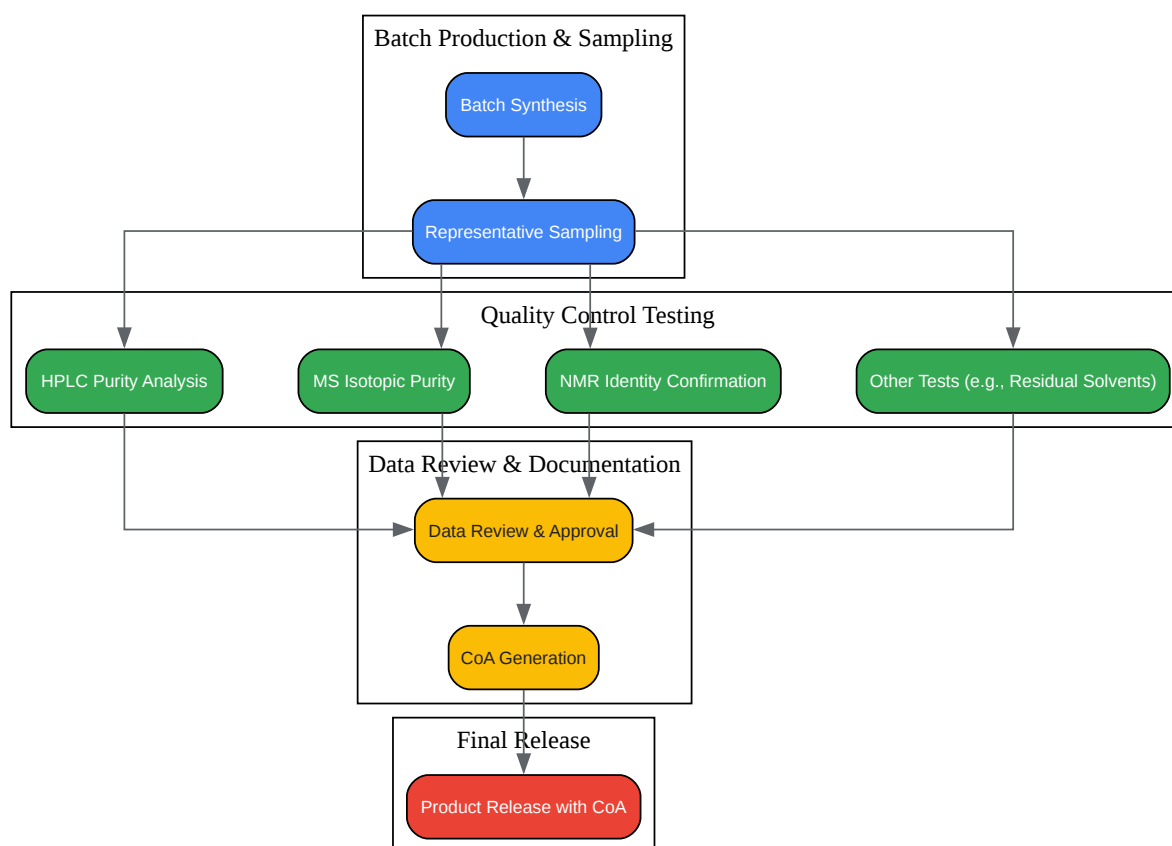 Batch Production & Sampling
Batch Synthesis
Representative Sampling
Quality Control Testing
HPLC Purity Analysis
MS Isotopic Purity
NMR Identity Confirmation
Other Tests (e.g., Residual Solvents)
Data Review & Documentation
Data Review & Approval
CoA Generation
Final Release
Product Release with CoA